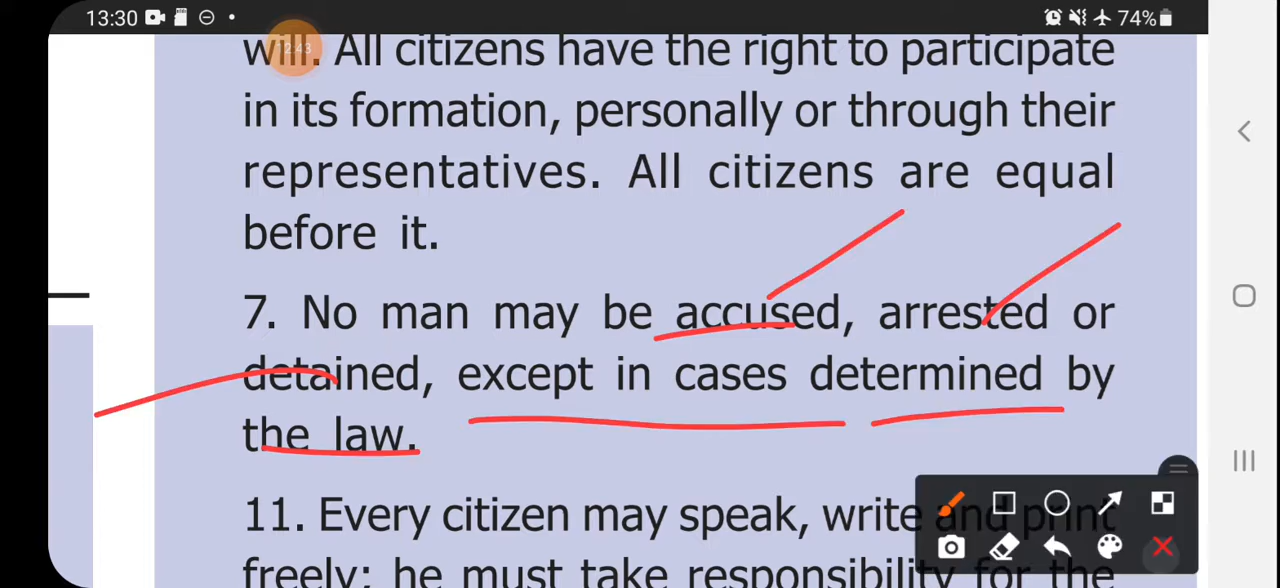 13:30
74%
12:43
will. All citizens have the right to participate
in its formation, personally or through their
representatives. All citizens are equal
before it.
7. No man may be accused, arrested or
detained, except in cases determined by
the law.
11. Every citizen may speak, write and print
freely; he must take responsibility for the